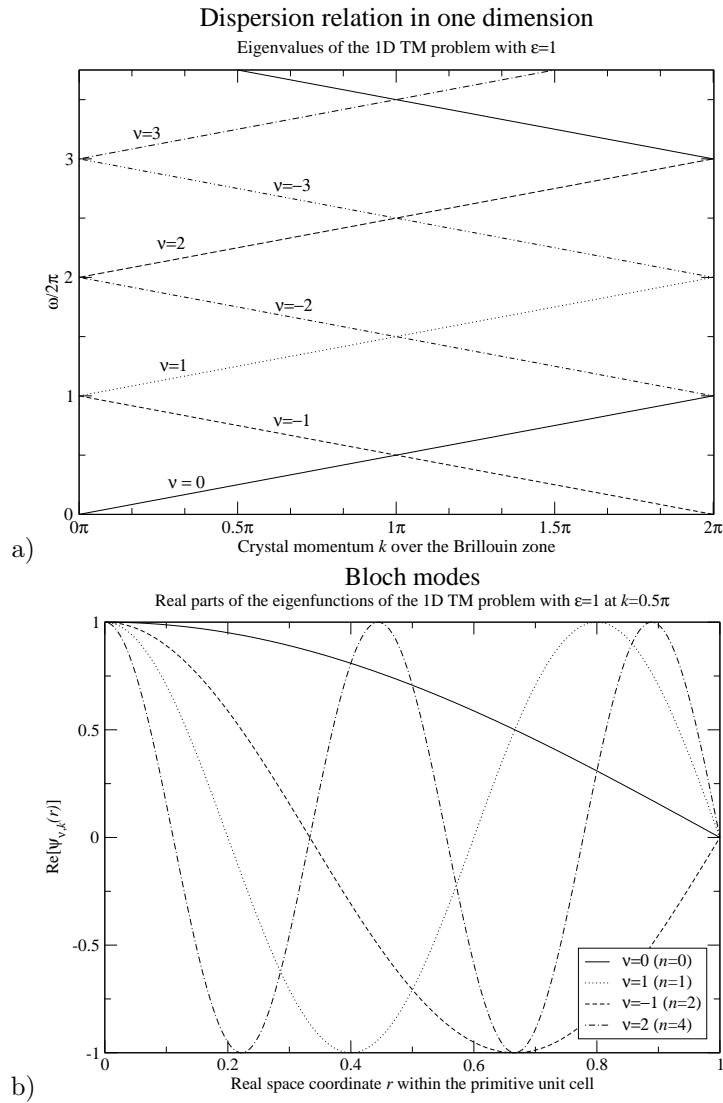 Dispersion relation in one dimension
Eigenvalues of the 1D TM problem with ε=1
ν=3
3
ν=−3
ν=2
2
ω/2π
ν=−2
ν=1
1
ν=−1
ν = 0
0
0π 0.5π 1π 1.5π 2π
Crystal momentum k over the Brillouin zone
a)
Bloch modes
Real parts of the eigenfunctions of the 1D TM problem with ε=1 at k=0.5π
1
0.5
0
Re[ψν,k(r)]
-0.5
-1
ν=0 (n=0)
ν=1 (n=1)
ν=−1 (n=2)
ν=2 (n=4)
0 0.2 0.4 0.6 0.8 1
Real space coordinate r within the primitive unit cell
b)